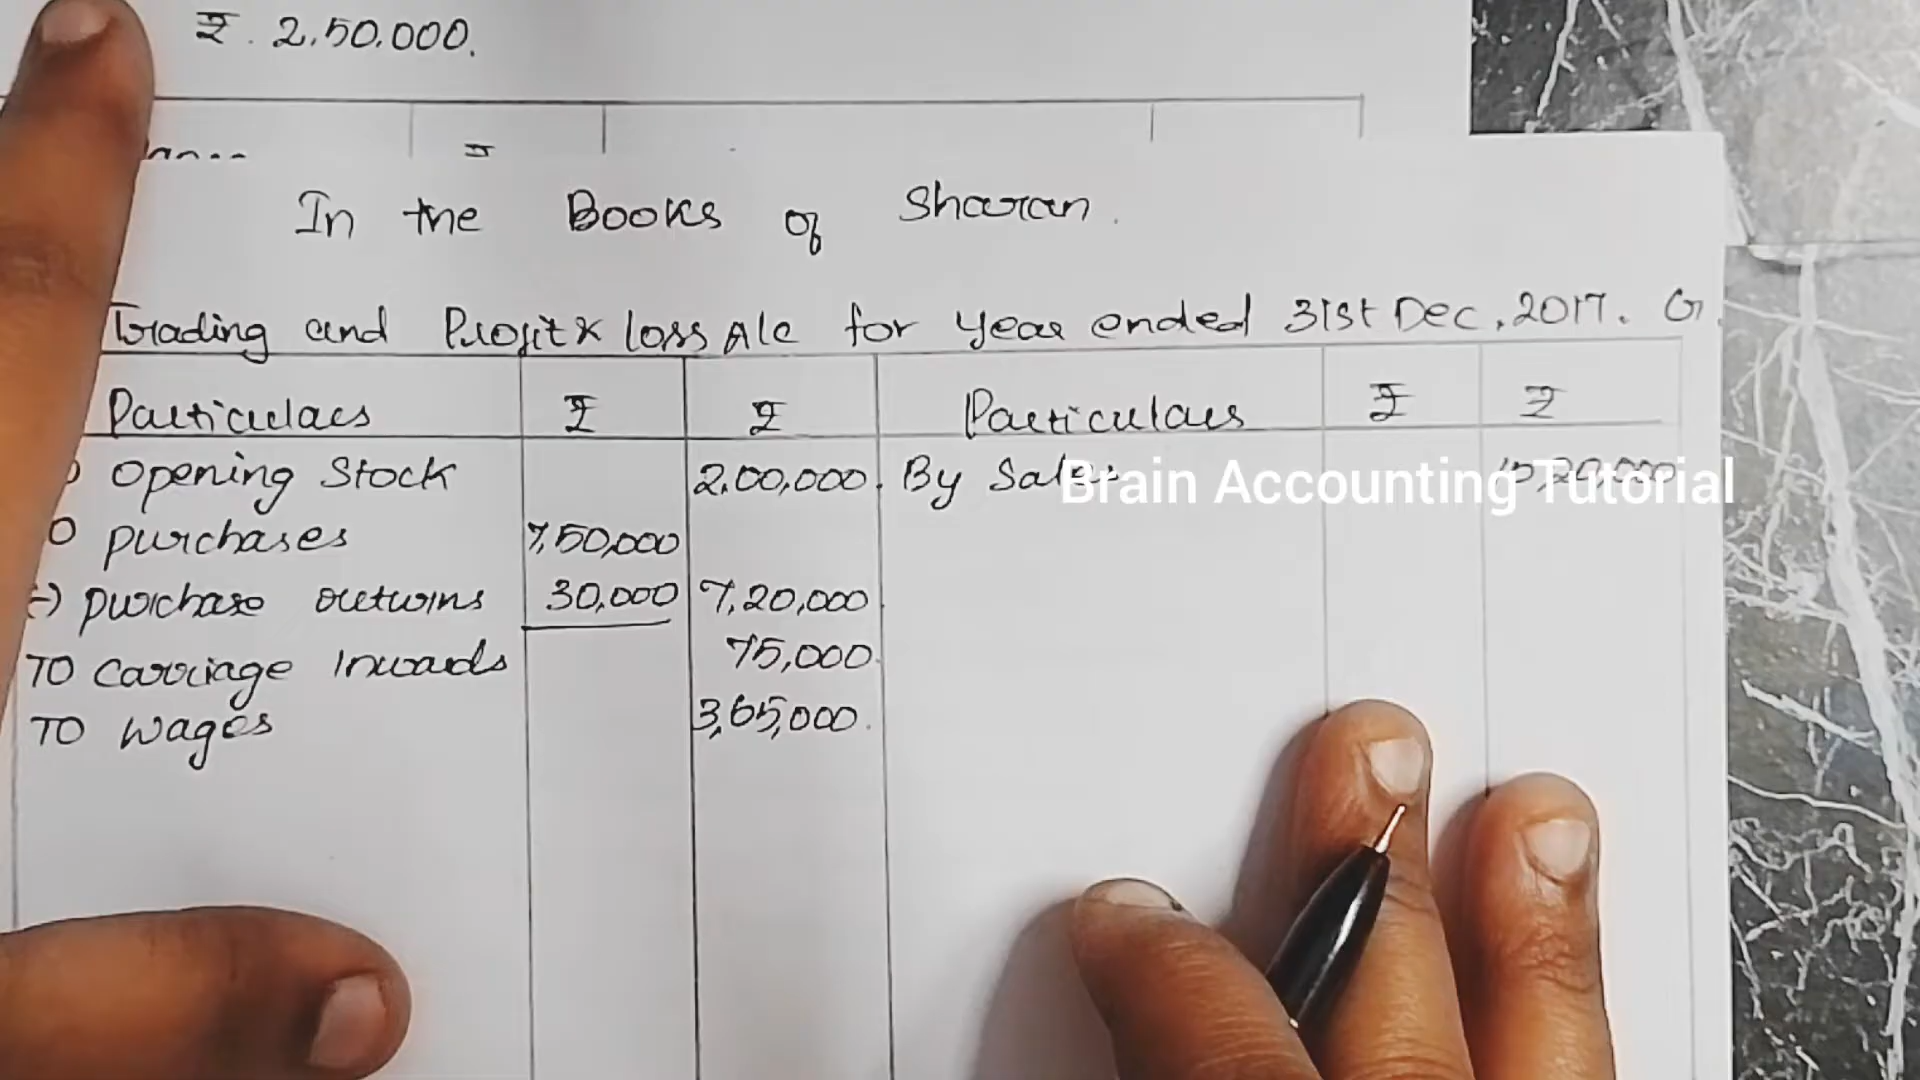 ₹. 2,50,000.
In the Books of Sharan.
Trading and Profit & loss A/c for year ended 31st Dec, 2017.
Particulars ₹ ₹ Particulars ₹ ₹
Opening Stock 2,00,000. By Sales
Brain Accounting Tutorial
purchases 7,50,000
(-) purchase returns 30,000 7,20,000
TO Carriage Inwards 75,000.
TO Wages 3,65,000.